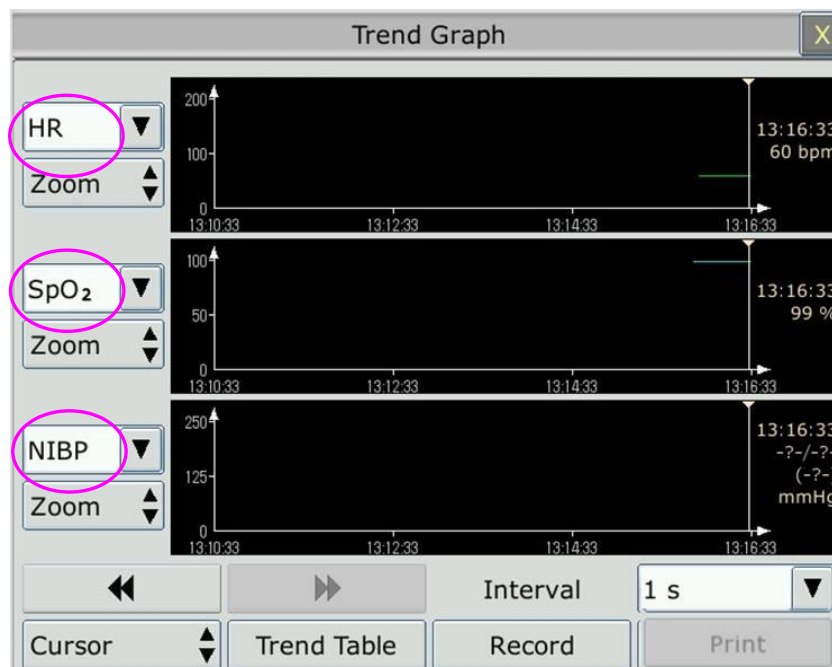 Trend Graph X
HR
Zoom
200
100
0
13:10:33 13:12:33 13:14:33 13:16:33
13:16:33
60 bpm
SpO₂
Zoom
100
50
0
13:10:33 13:12:33 13:14:33 13:16:33
13:16:33
99 %
NIBP
Zoom
250
125
0
13:10:33 13:12:33 13:14:33 13:16:33
13:16:33
-?-/-?-
(-?-
mmHg
Interval 1 s
Cursor Trend Table Record Print